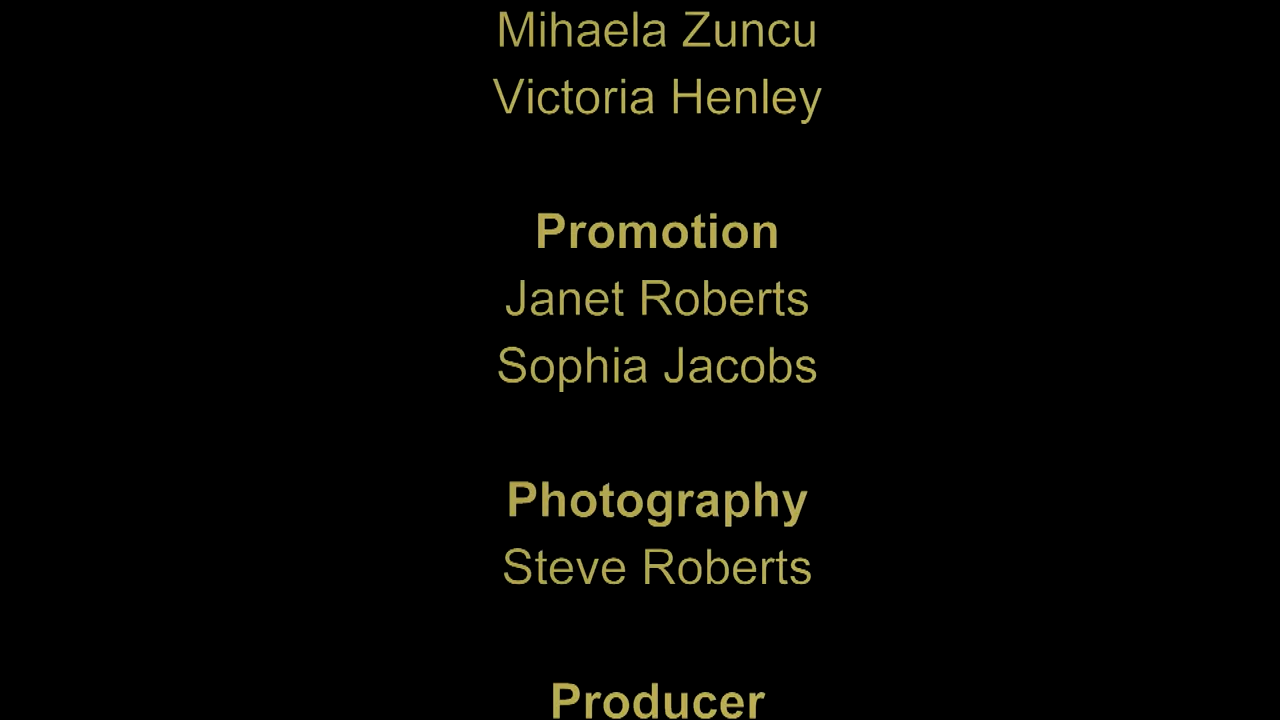 Mihaela Zuncu
Victoria Henley
Promotion
Janet Roberts
Sophia Jacobs
Photography
Steve Roberts
Producer